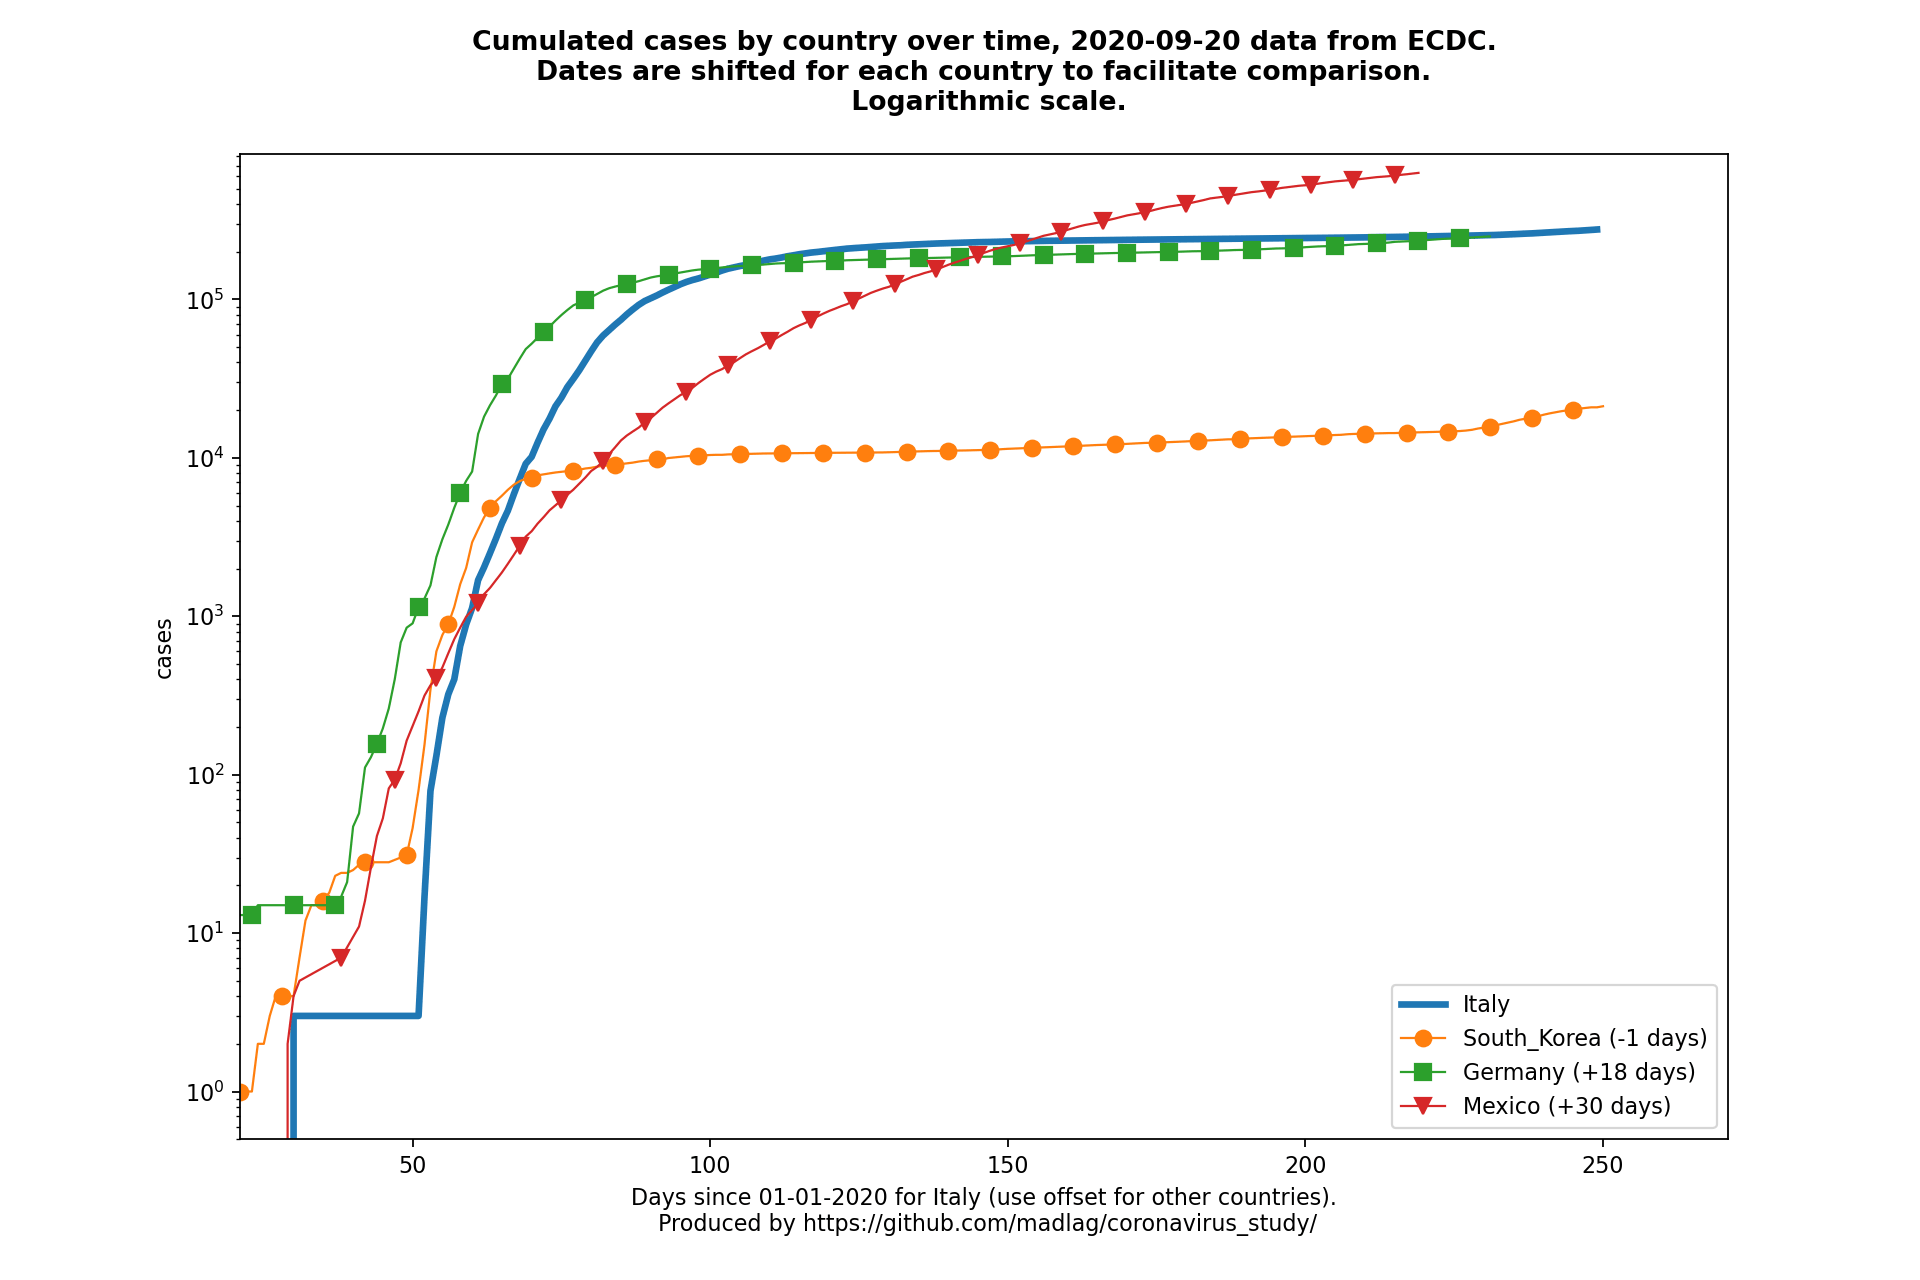 Cumulated cases by country over time, 2020-09-20 data from ECDC.
Dates are shifted for each country to facilitate comparison.
Logarithmic scale.
10^5
10^4
10^3
10^2
10^1
10^0
cases
Italy
South_Korea (-1 days)
Germany (+18 days)
Mexico (+30 days)
50 100 150 200 250
Days since 01-01-2020 for Italy (use offset for other countries).
Produced by https://github.com/madlag/coronavirus_study/